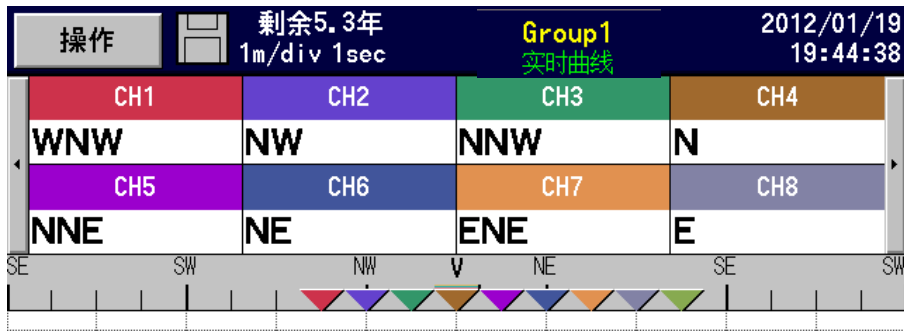 操作
剩余5.3年
1m/div 1sec
Group1
实时曲线
2012/01/19
19:44:38
CH1 CH2 CH3 CH4
WNW NW NNW N
CH5 CH6 CH7 CH8
NNE NE ENE E
SE SW NW V NE SE SW